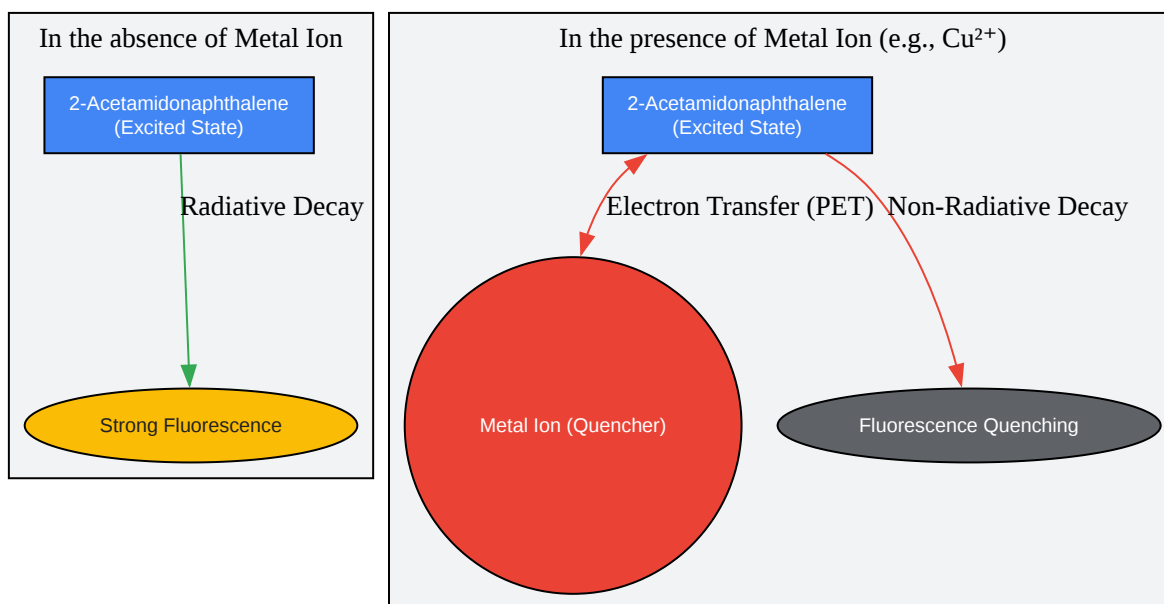 In the absence of Metal Ion
2-Acetamidonaphthalene
(Excited State)
Radiative Decay
Strong Fluorescence
In the presence of Metal Ion (e.g., Cu²⁺)
2-Acetamidonaphthalene
(Excited State)
Electron Transfer (PET)
Non-Radiative Decay
Metal Ion (Quencher)
Fluorescence Quenching